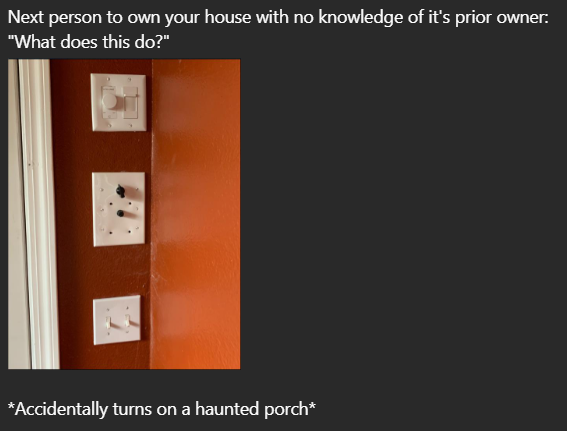 Next person to own your house with no knowledge of it's prior owner:
"What does this do?"
*Accidentally turns on a haunted porch*